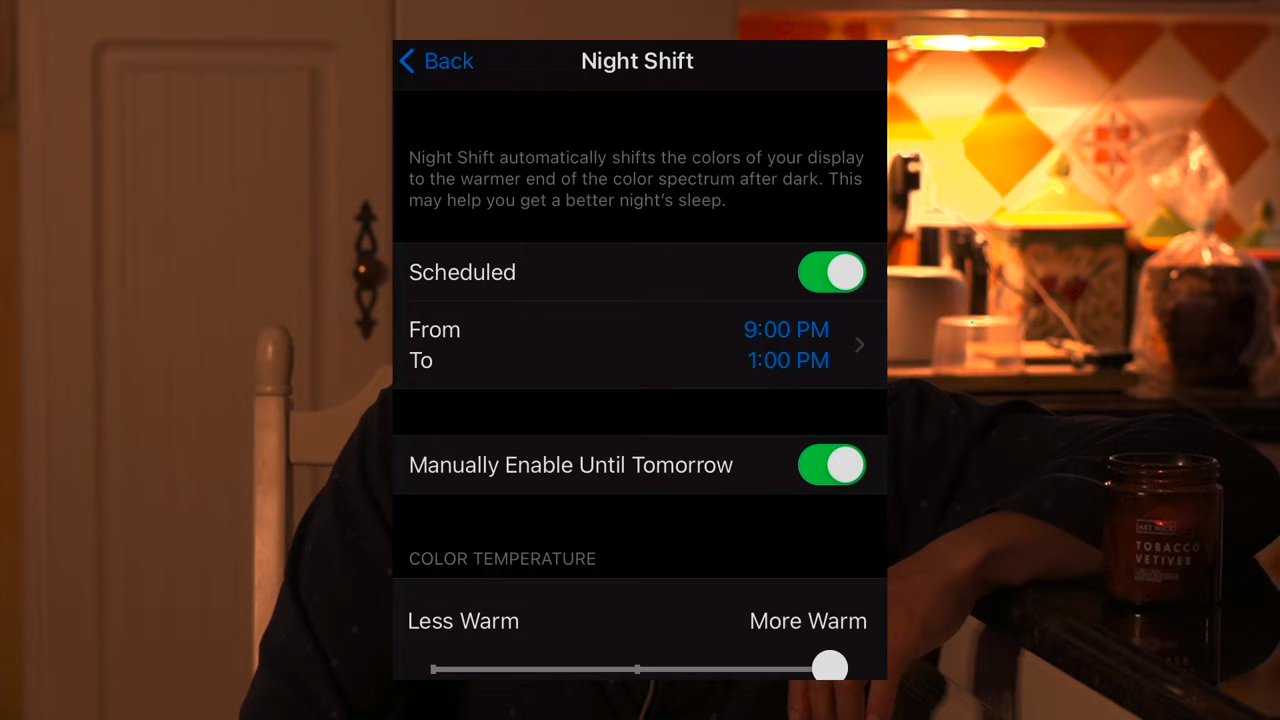 Back
Night Shift
Night Shift automatically shifts the colors of your display
to the warmer end of the color spectrum after dark. This
may help you get a better night's sleep.
Scheduled
From 9:00 PM
To 1:00 PM
Manually Enable Until Tomorrow
COLOR TEMPERATURE
Less Warm More Warm
TOBACCO
VETIVER